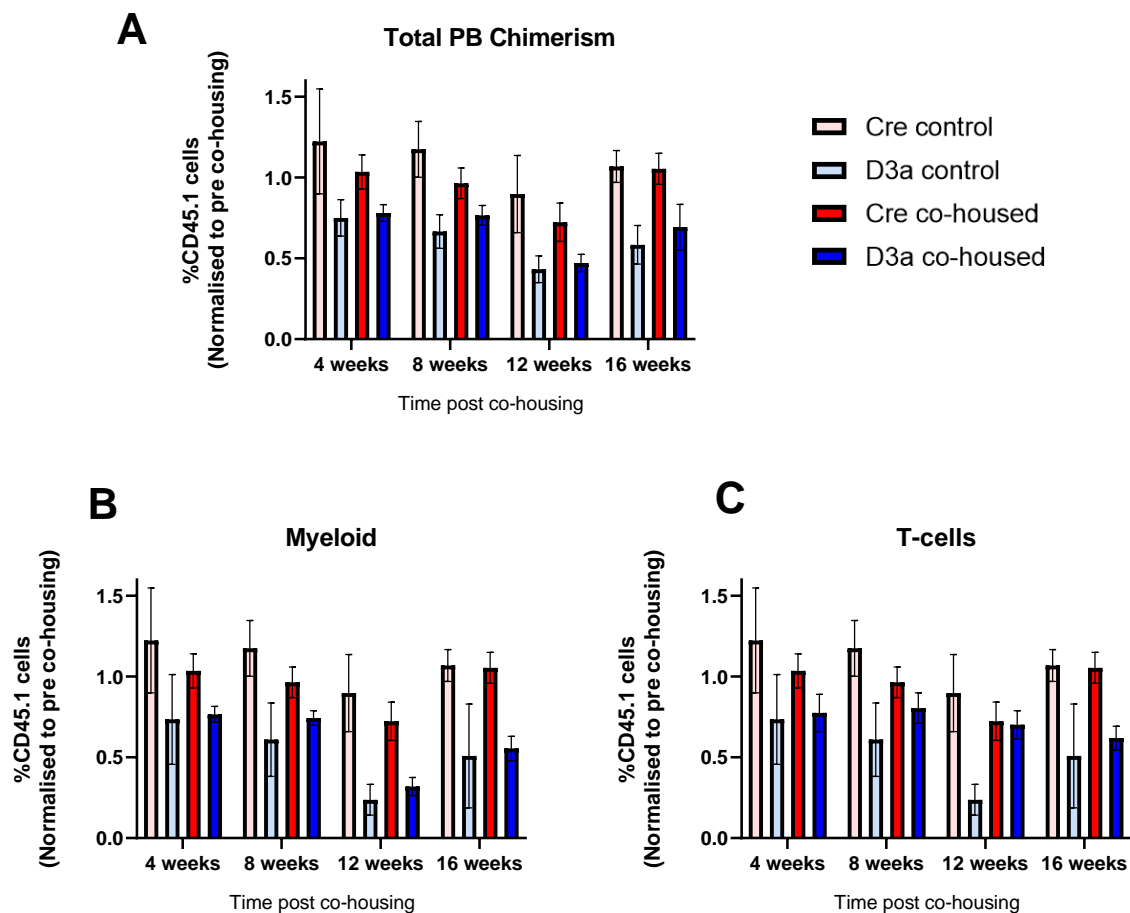 A
Total PB Chimerism
%CD45.1 cells
(Normalised to pre co-housing)
1.5
1.0
0.5
0.0
4 weeks 8 weeks 12 weeks 16 weeks
Time post co-housing
Cre control
D3a control
Cre co-housed
D3a co-housed
B
Myeloid
%CD45.1 cells
(Normalised to pre co-housing)
1.5
1.0
0.5
0.0
4 weeks 8 weeks 12 weeks 16 weeks
Time post co-housing
C
T-cells
%CD45.1 cells
(Normalised to pre co-housing)
1.5
1.0
0.5
0.0
4 weeks 8 weeks 12 weeks 16 weeks
Time post co-housing